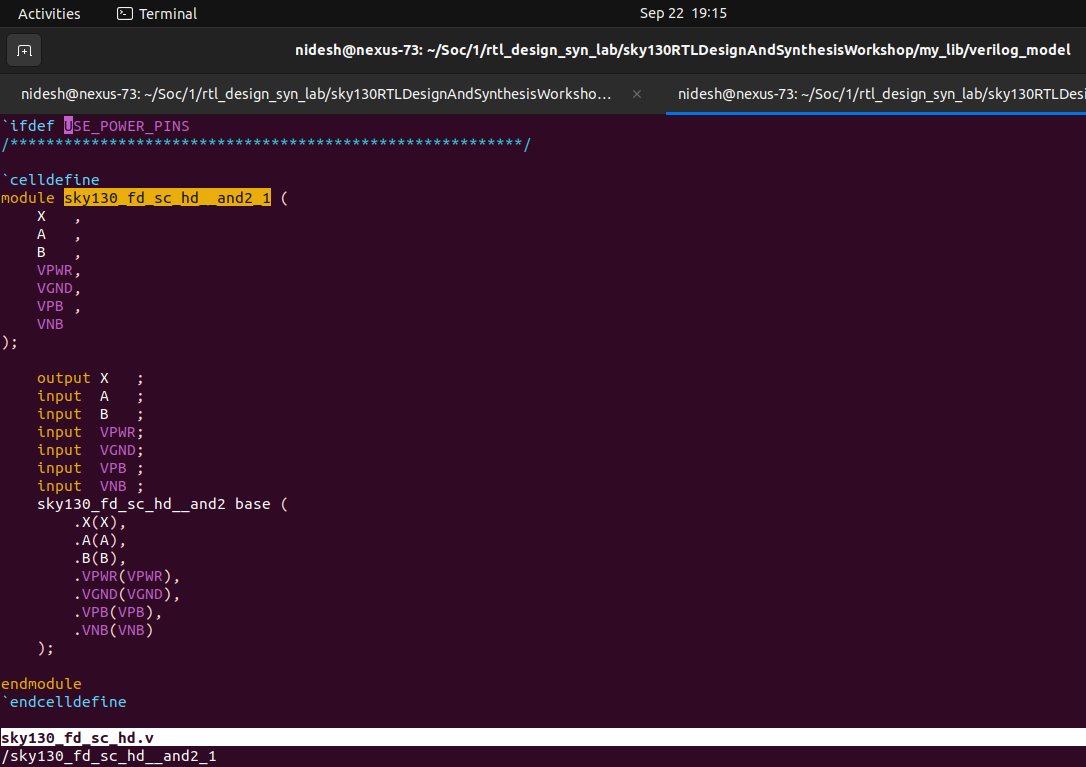 Activities Terminal Sep 22 19:15
nidesh@nexus-73: ~/Soc/1/rtl_design_syn_lab/sky130RTLDesignAndSynthesisWorkshop/my_lib/verilog_model
nidesh@nexus-73: ~/Soc/1/rtl_design_syn_lab/sky130RTLDesignAndSynthesisWorksho... × nidesh@nexus-73: ~/Soc/1/rtl_design_syn_lab/sky130RTLDesi
`ifdef USE_POWER_PINS
/*********************************************************/
`celldefine
module sky130_fd_sc_hd__and2_1 (
    X   ,
    A   ,
    B   ,
    VPWR,
    VGND,
    VPB ,
    VNB
);
    output X   ;
    input  A   ;
    input  B   ;
    input  VPWR;
    input  VGND;
    input  VPB ;
    input  VNB ;
    sky130_fd_sc_hd__and2 base (
        .X(X),
        .A(A),
        .B(B),
        .VPWR(VPWR),
        .VGND(VGND),
        .VPB(VPB),
        .VNB(VNB)
    );
endmodule
`endcelldefine
sky130_fd_sc_hd.v
/sky130_fd_sc_hd__and2_1